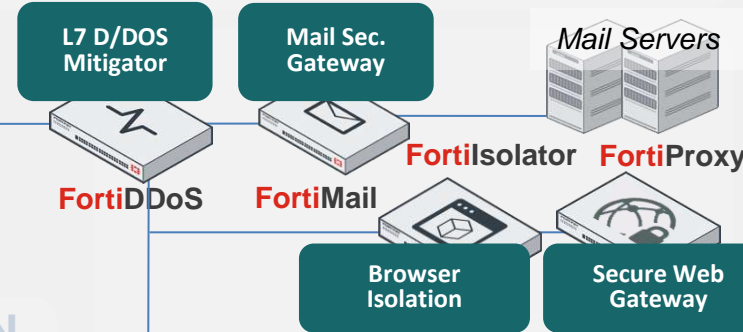 L7 D/DOS
Mitigator
Mail Sec.
Gateway
Mail Servers
FortiDDoS
FortiMail
FortiIsolator
FortiProxy
Browser
Isolation
Secure Web
Gateway
N